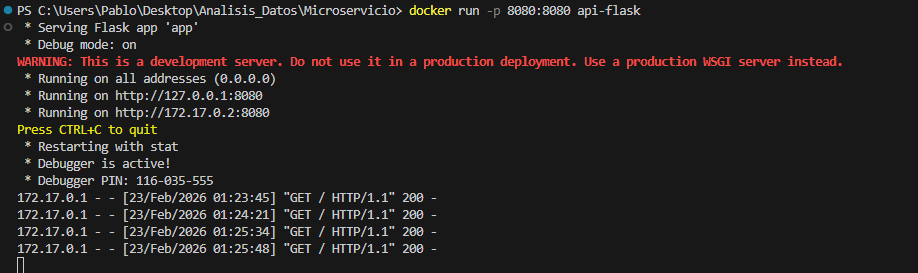 PS C:\Users\Pablo\Desktop\Analisis_Datos\Microservicio> docker run -p 8080:8080 api-flask
 * Serving Flask app 'app'
 * Debug mode: on
WARNING: This is a development server. Do not use it in a production deployment. Use a production WSGI server instead.
 * Running on all addresses (0.0.0.0)
 * Running on http://127.0.0.1:8080
 * Running on http://172.17.0.2:8080
Press CTRL+C to quit
 * Restarting with stat
 * Debugger is active!
 * Debugger PIN: 116-035-555
172.17.0.1 - - [23/Feb/2026 01:23:45] "GET / HTTP/1.1" 200 -
172.17.0.1 - - [23/Feb/2026 01:24:21] "GET / HTTP/1.1" 200 -
172.17.0.1 - - [23/Feb/2026 01:25:34] "GET / HTTP/1.1" 200 -
172.17.0.1 - - [23/Feb/2026 01:25:48] "GET / HTTP/1.1" 200 -